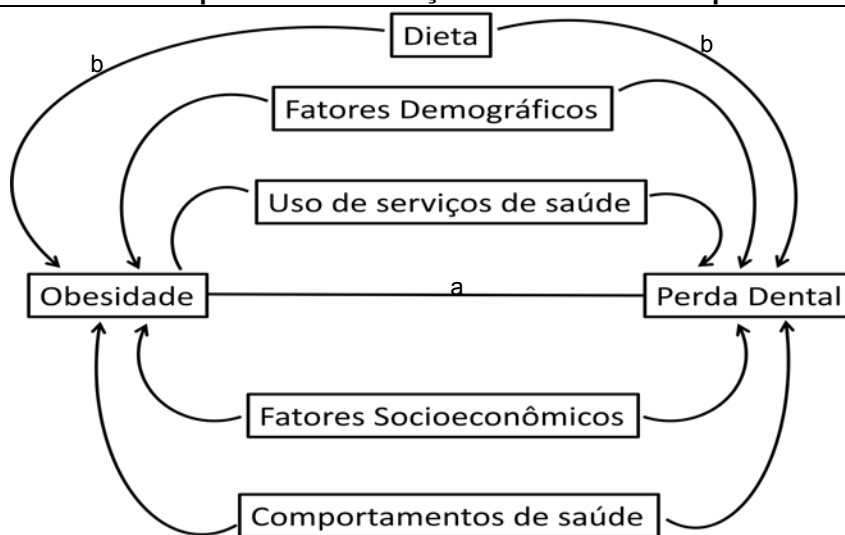 b
Dieta
b
Fatores Demográficos
Uso de serviços de saúde
Obesidade
a
Perda Dental
Fatores Socioeconômicos
Comportamentos de saúde